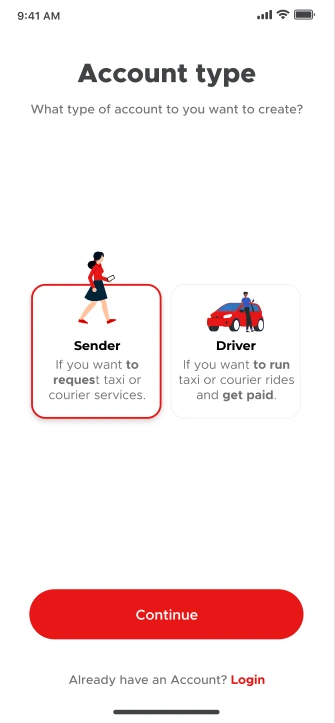 9:41 AM
Account type
What type of account to you want to create?
Sender
If you want to
request taxi or
courier services.
Driver
If you want to run
taxi or courier rides
and get paid.
Continue
Already have an Account? Login